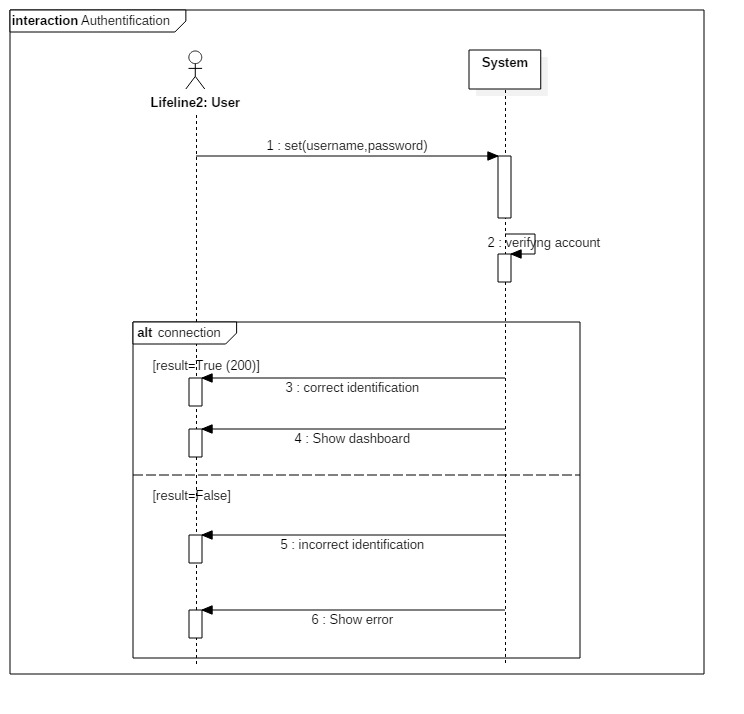 interaction Authentification
System
Lifeline2: User
1 : set(username,password)
2 : verifyng account
alt connection
[result=True (200)]
3 : correct identification
4 : Show dashboard
[result=False]
5 : incorrect identification
6 : Show error